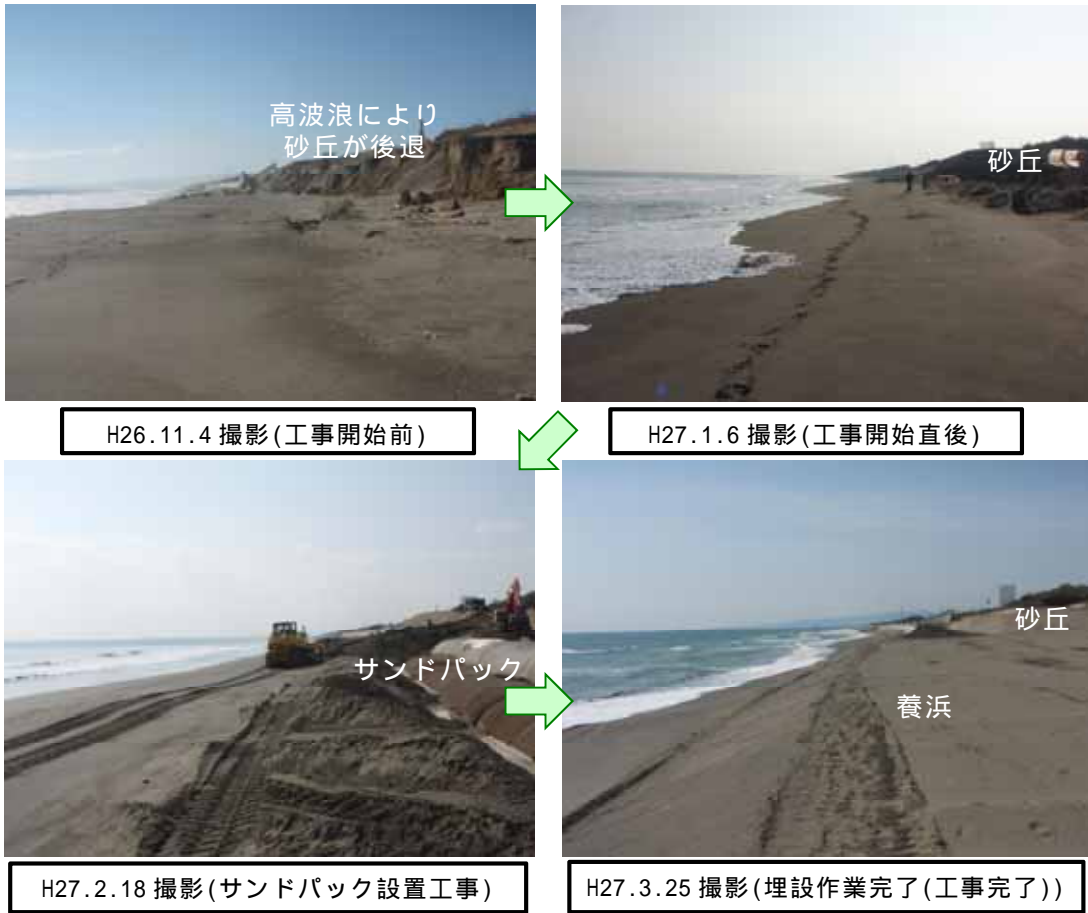 高波浪により
砂丘が後退
砂丘
H26.11.4 撮影(工事開始前)
H27.1.6 撮影(工事開始直後)
サンドパック
砂丘
養浜
H27.2.18 撮影(サンドパック設置工事)
H27.3.25 撮影(埋設作業完了(工事完了))